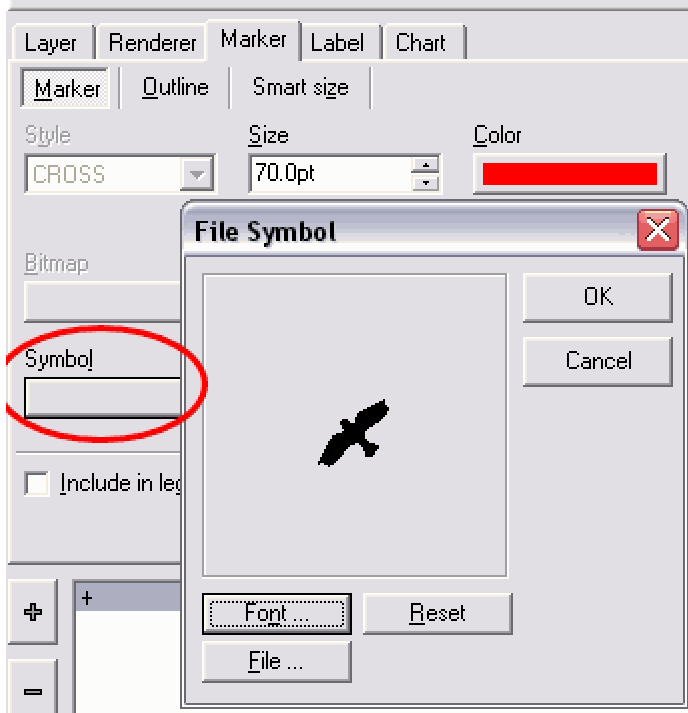 Layer Renderer Marker Label Chart
Marker Outline Smart size
Style Size Color
CROSS 70.0pt
File Symbol
Bitmap
OK
Symbol
Cancel
Include in leg
+
Font ... Reset
File ...